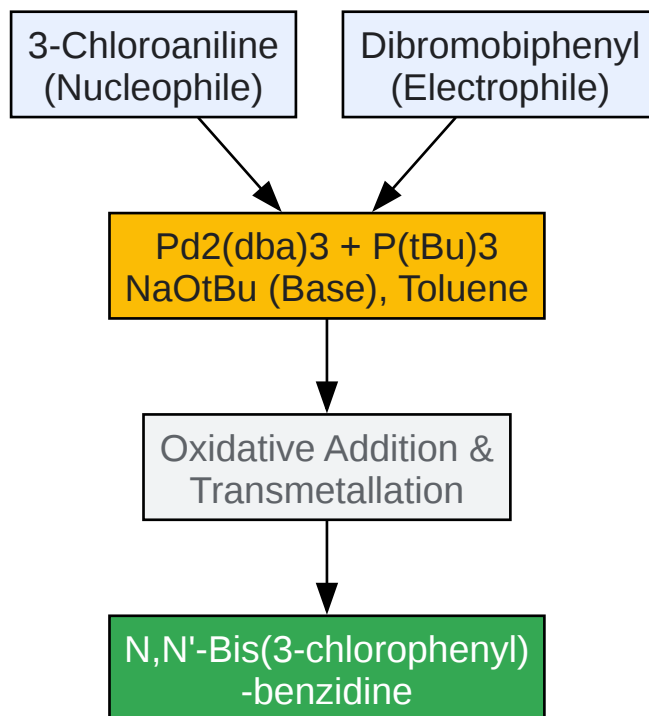 3-Chloroaniline
(Nucleophile)
Dibromobiphenyl
(Electrophile)
Pd2(dba)3 + P(tBu)3
NaOtBu (Base), Toluene
Oxidative Addition &
Transmetallation
N,N'-Bis(3-chlorophenyl)
-benzidine